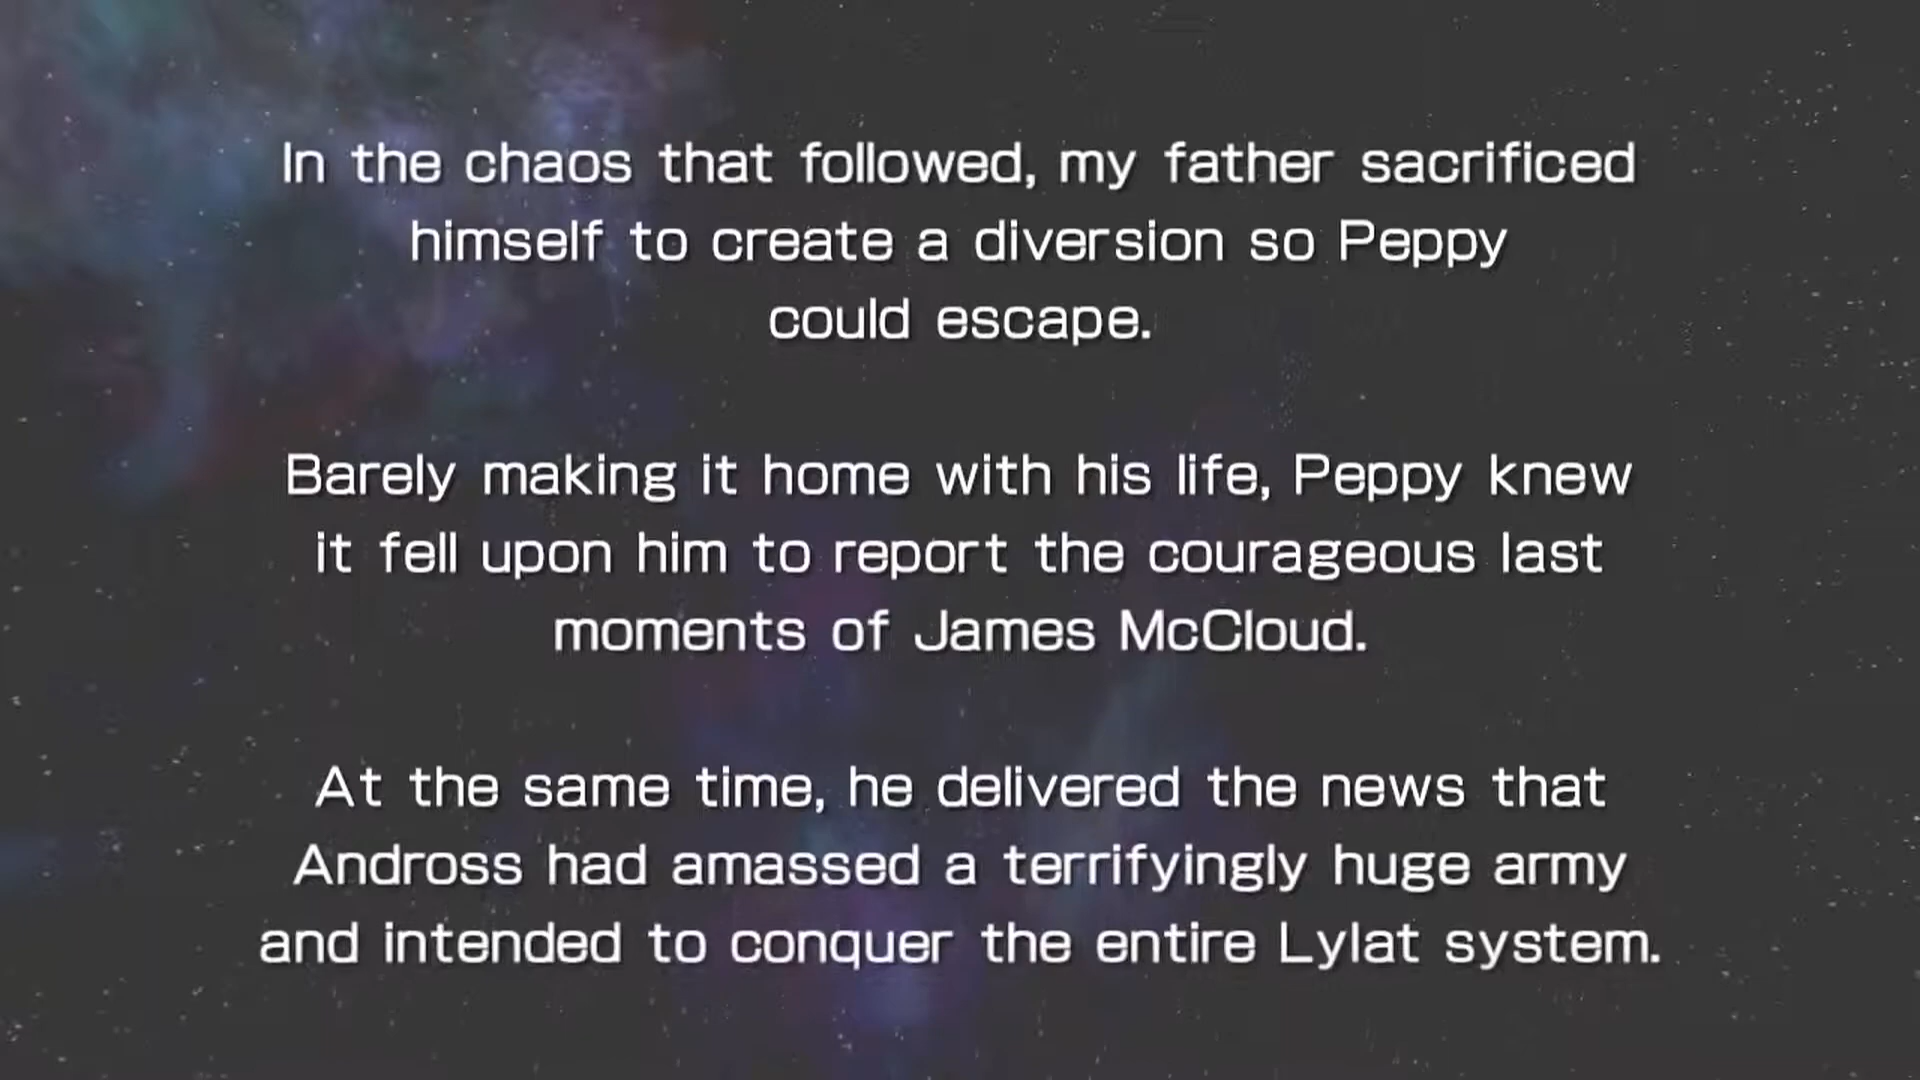 In the chaos that followed, my father sacrificed
himself to create a diversion so Peppy
could escape.
Barely making it home with his life, Peppy knew
it fell upon him to report the courageous last
moments of James McCloud.
At the same time, he delivered the news that
Andross had amassed a terrifyingly huge army
and intended to conquer the entire Lylat system.